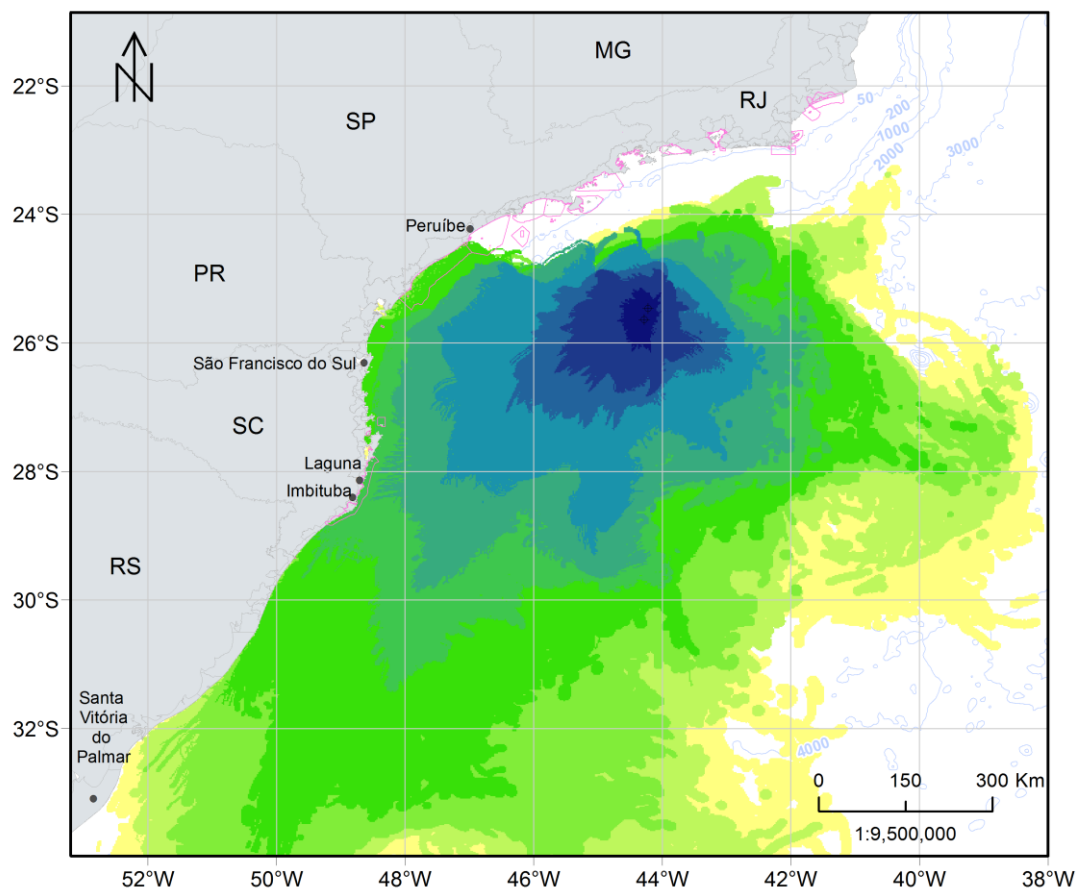 MG
22°S
50
RJ
200
SP
1000
3000
2000
24°S
Peruíbe
PR
26°S
São Francisco do Sul
SC
Laguna
28°S
Imbituba
RS
30°S
Santa
Vitória
do
Palmar
32°S
4000
0 150 300 Km
1:9,500,000
52°W 50°W 48°W 46°W 44°W 42°W 40°W 38°W
N